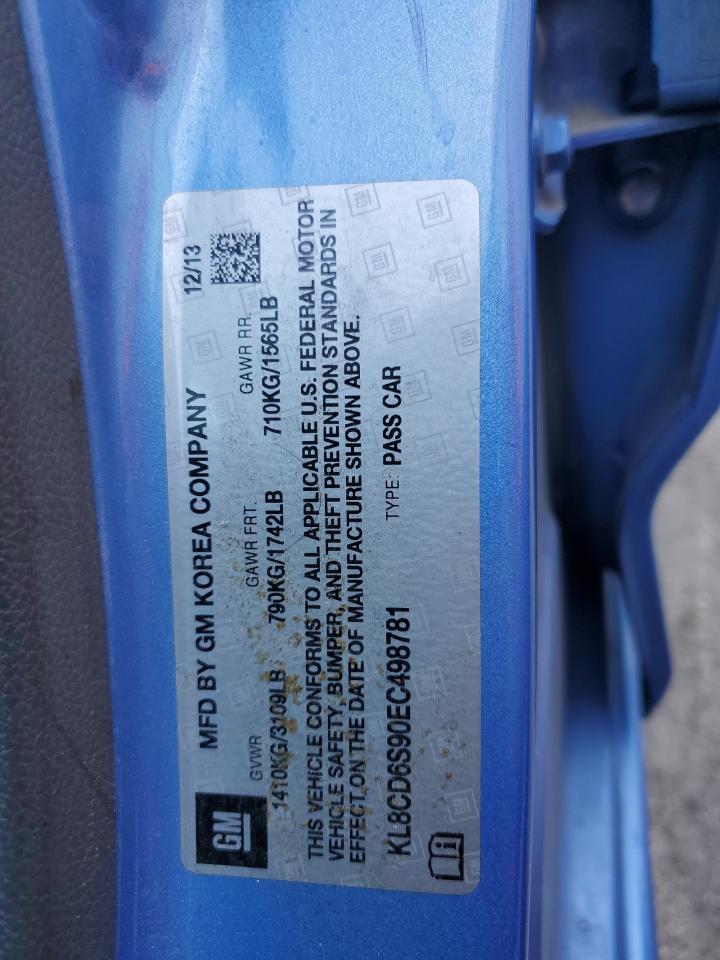 MFD BY GM KOREA COMPANY 12/13
GM
GVWR GAWR FRT. GAWR RR.
1410KG/3109LB 790KG/1742LB 710KG/1565LB
THIS VEHICLE CONFORMS TO ALL APPLICABLE U.S. FEDERAL MOTOR
VEHICLE SAFETY, BUMPER, AND THEFT PREVENTION STANDARDS IN
EFFECT ON THE DATE OF MANUFACTURE SHOWN ABOVE.
KL8CD6S90EC498781 TYPE: PASS CAR